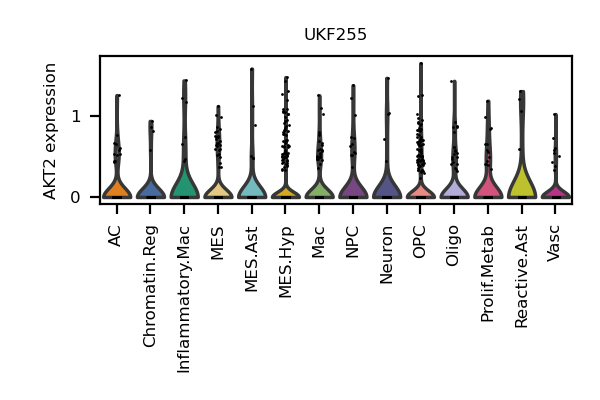 UKF255
AKT2 expression
1
0
AC
Chromatin.Reg
Inflammatory.Mac
MES
MES.Ast
MES.Hyp
Mac
NPC
Neuron
OPC
Oligo
Prolif.Metab
Reactive.Ast
Vasc